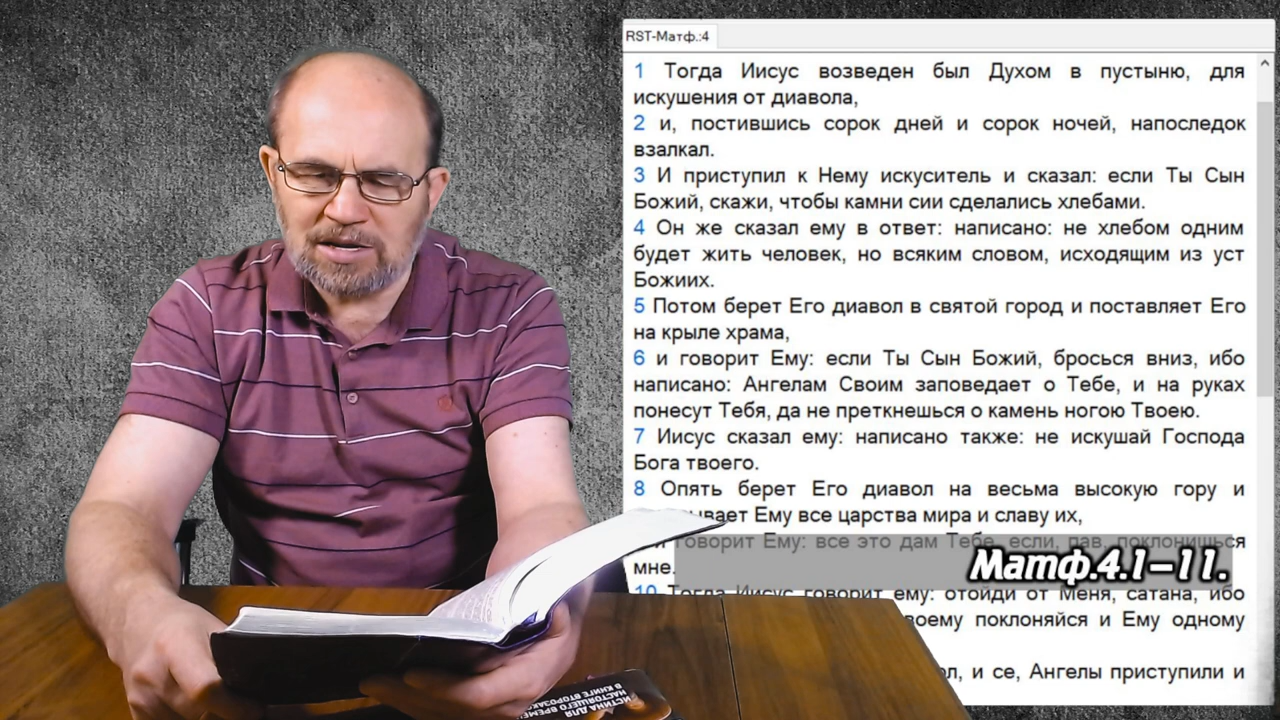 RST-Матф.:4
1 Тогда Иисус возведен был Духом в пустыню, для
искушения от диавола,
2 и, постившись сорок дней и сорок ночей, напоследок
взалкал.
3 И приступил к Нему искуситель и сказал: если Ты Сын
Божий, скажи, чтобы камни сии сделались хлебами.
4 Он же сказал ему в ответ: написано: не хлебом одним
будет жить человек, но всяким словом, исходящим из уст
Божиих.
5 Потом берет Его диавол в святой город и поставляет Его
на крыле храма,
6 и говорит Ему: если Ты Сын Божий, бросься вниз, ибо
написано: Ангелам Своим заповедает о Тебе, и на руках
понесут Тебя, да не преткнешься о камень ногою Твоею.
7 Иисус сказал ему: написано также: не искушай Господа
Бога твоего.
8 Опять берет Его диавол на весьма высокую гору и
Ему все царства мира и славу их,
говорит Ему: все это дам Тебе, если, пав, поклонишься
мне.
Матф.4.1–11.
10 Тогда Иисус говорит ему: отойди от Меня, сатана, ибо
поклоняйся и Ему одному
и се, Ангелы приступили и
ИСТИНА ДЛЯ
НАСТОЯЩЕГО ВРЕМЕНИ
В КНИГЕ